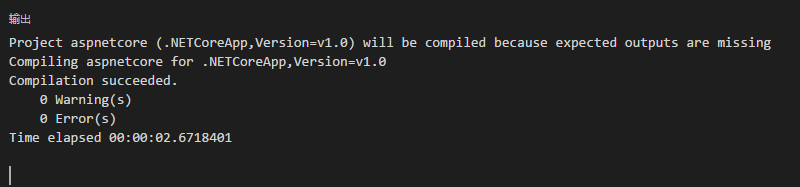 输出
Project aspnetcore (.NETCoreApp,Version=v1.0) will be compiled because expected outputs are missing
Compiling aspnetcore for .NETCoreApp,Version=v1.0
Compilation succeeded.
    0 Warning(s)
    0 Error(s)
Time elapsed 00:00:02.6718401